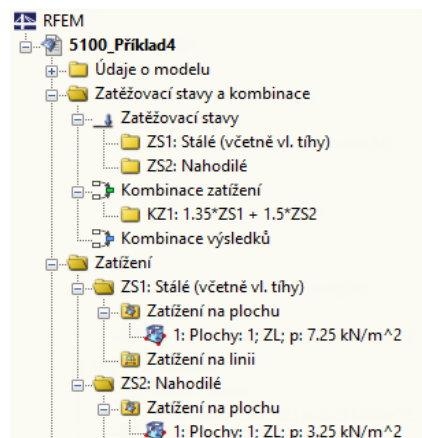 RFEM
5100_Příklad4
Údaje o modelu
Zatěžovací stavy a kombinace
Zatěžovací stavy
ZS1: Stálé (včetně vl. tíhy)
ZS2: Nahodilé
Kombinace zatížení
KZ1: 1.35*ZS1 + 1.5*ZS2
Kombinace výsledků
Zatížení
ZS1: Stálé (včetně vl. tíhy)
Zatížení na plochu
1: Plochy: 1; ZL; p: 7.25 kN/m^2
Zatížení na linii
ZS2: Nahodilé
Zatížení na plochu
1: Plochy: 1; ZL; p: 3.25 kN/m^2